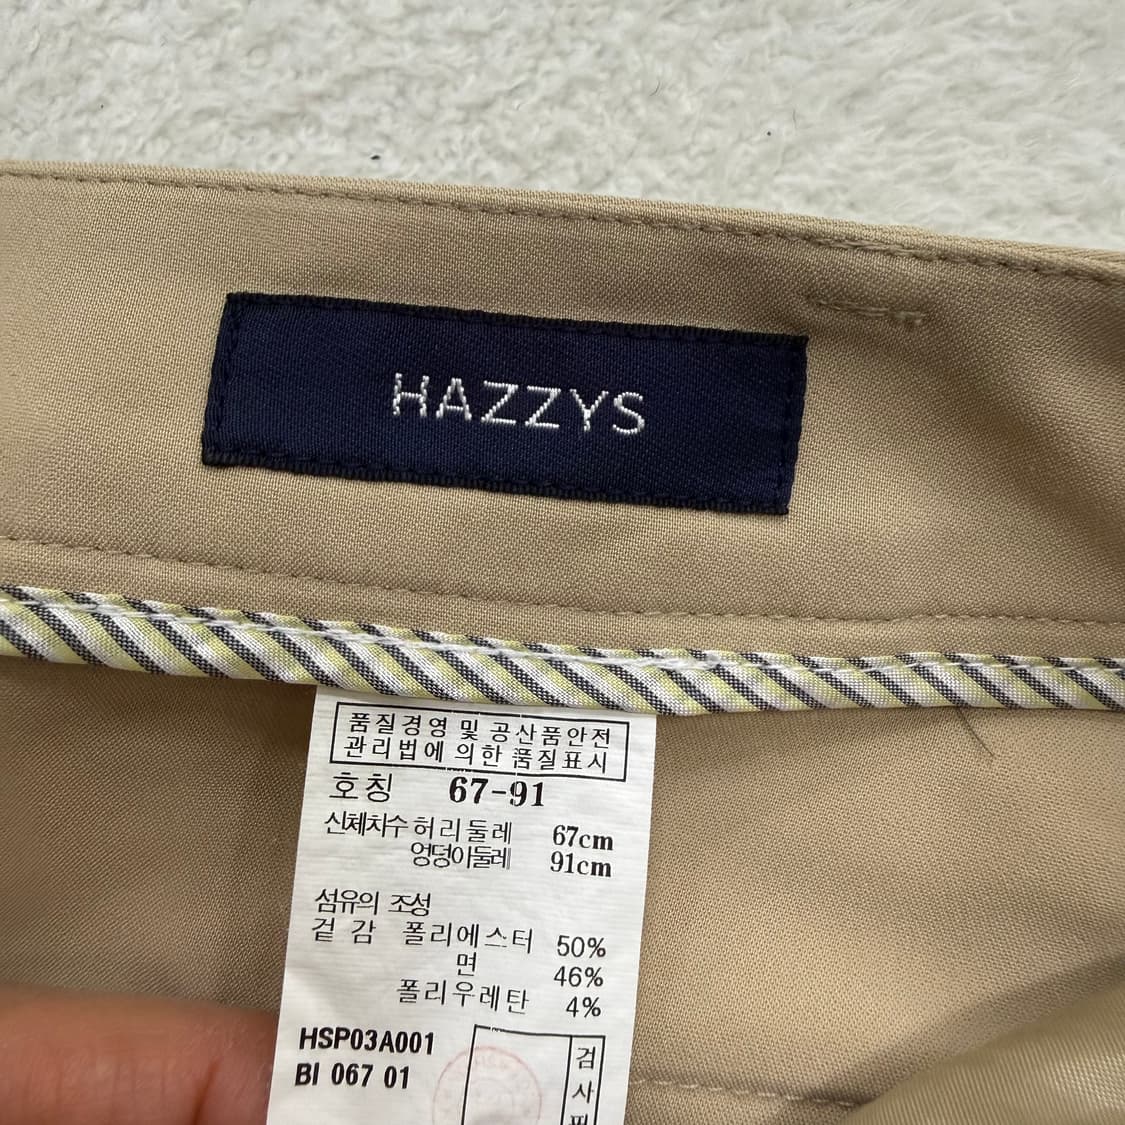 HAZZYS
품질경영 및 공산품안전
관리법에 의한 품질표시
호칭 67-91
신체치수 허리둘레 67cm
엉덩이둘레 91cm
섬유의 조성
겉감 폴리에스터 50%
면 46%
폴리우레탄 4%
HSP03A001
BI 067 01
검
사